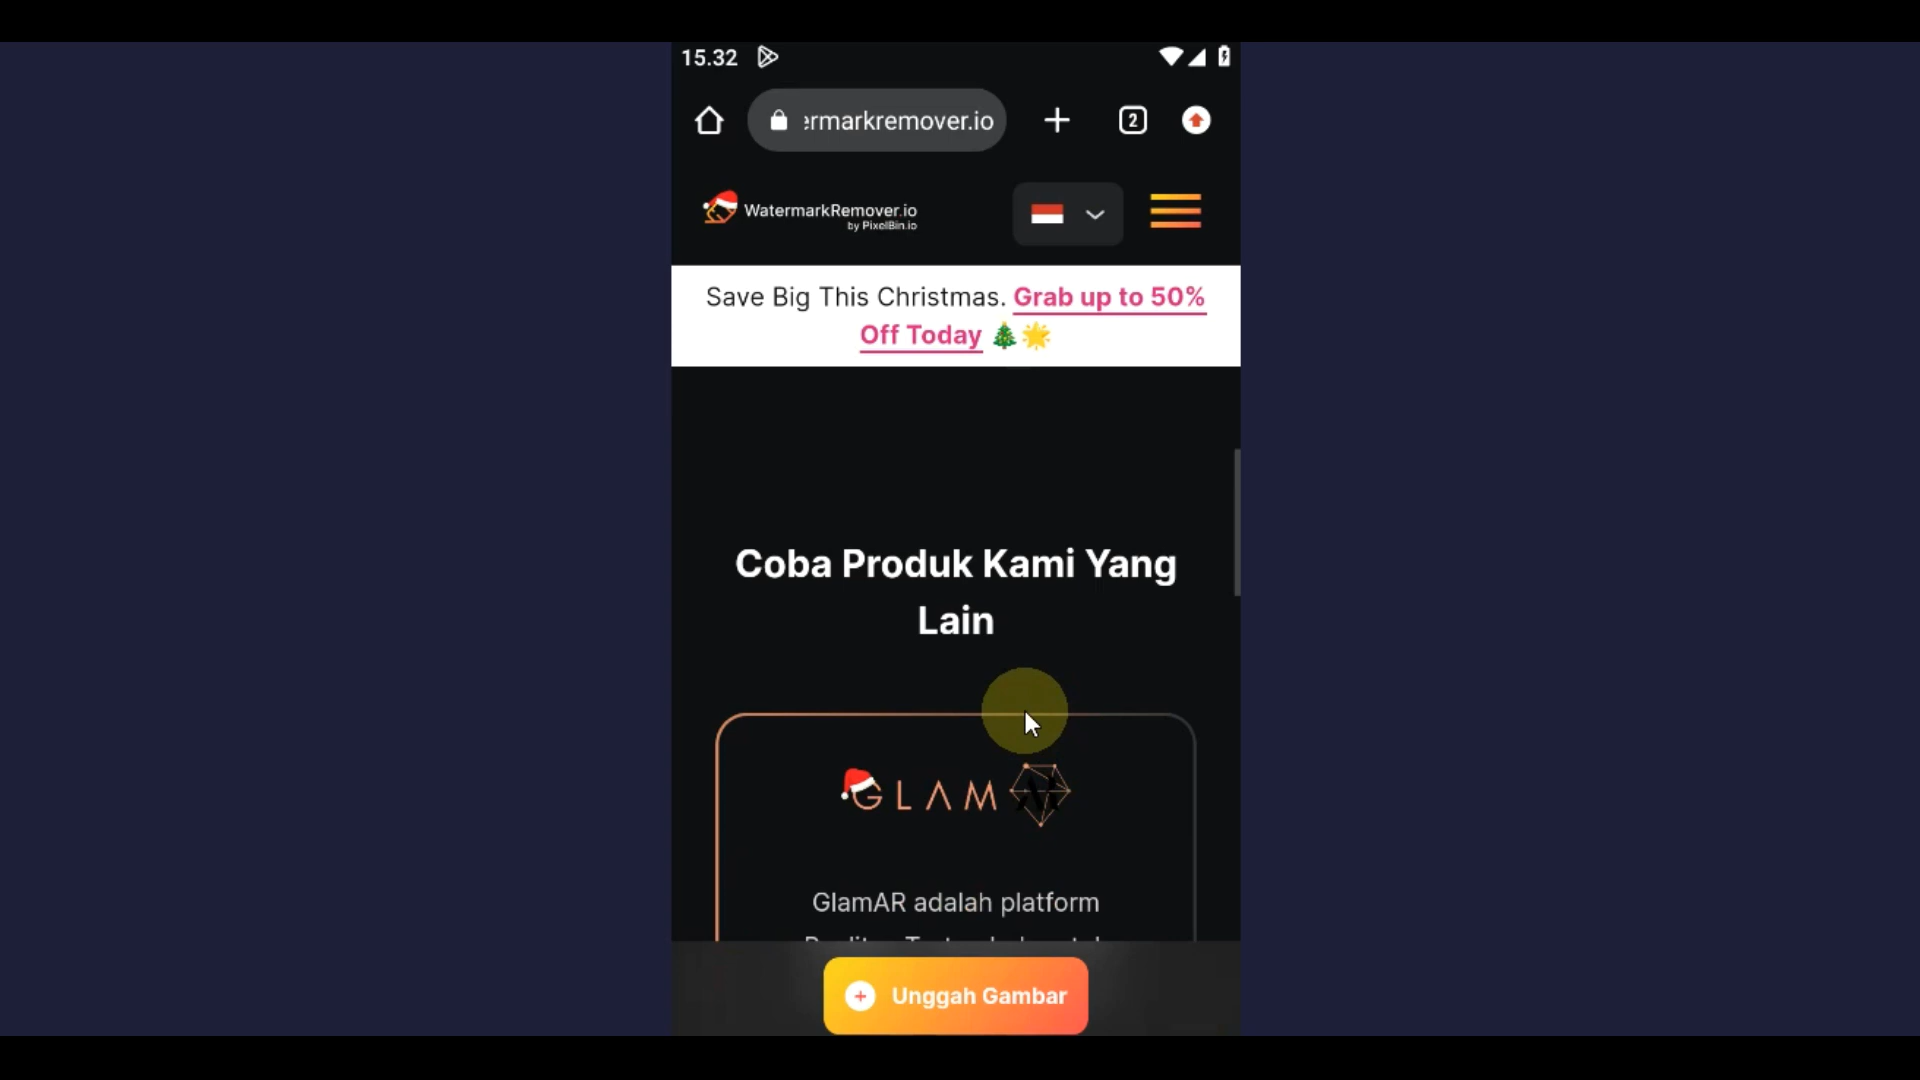 15.32
ermarkremover.io
2
WatermarkRemover.io
by PixelBin.io
Save Big This Christmas. Grab up to 50%
Off Today
Coba Produk Kami Yang
Lain
GLAM
GlamAR adalah platform
Unggah Gambar